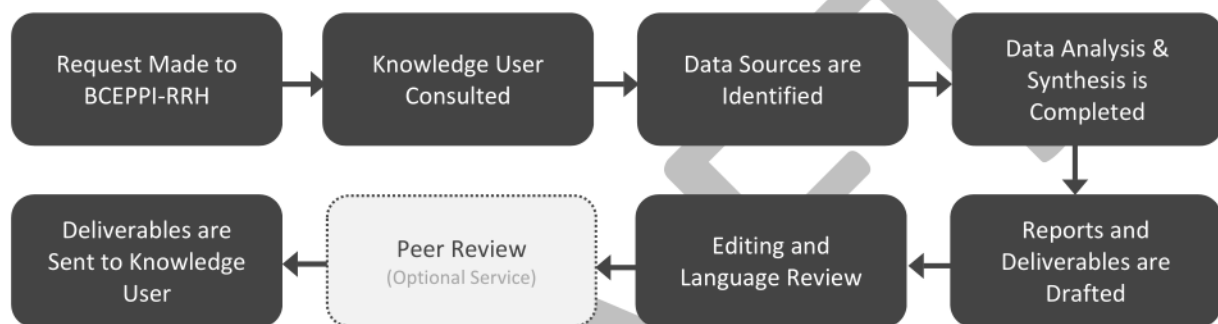 Request Made to
BCEPPI-RRH
Knowledge User
Consulted
Data Sources are
Identified
Data Analysis &
Synthesis is
Completed
Reports and
Deliverables are
Drafted
Editing and
Language Review
Peer Review
(Optional Service)
Deliverables are
Sent to Knowledge
User